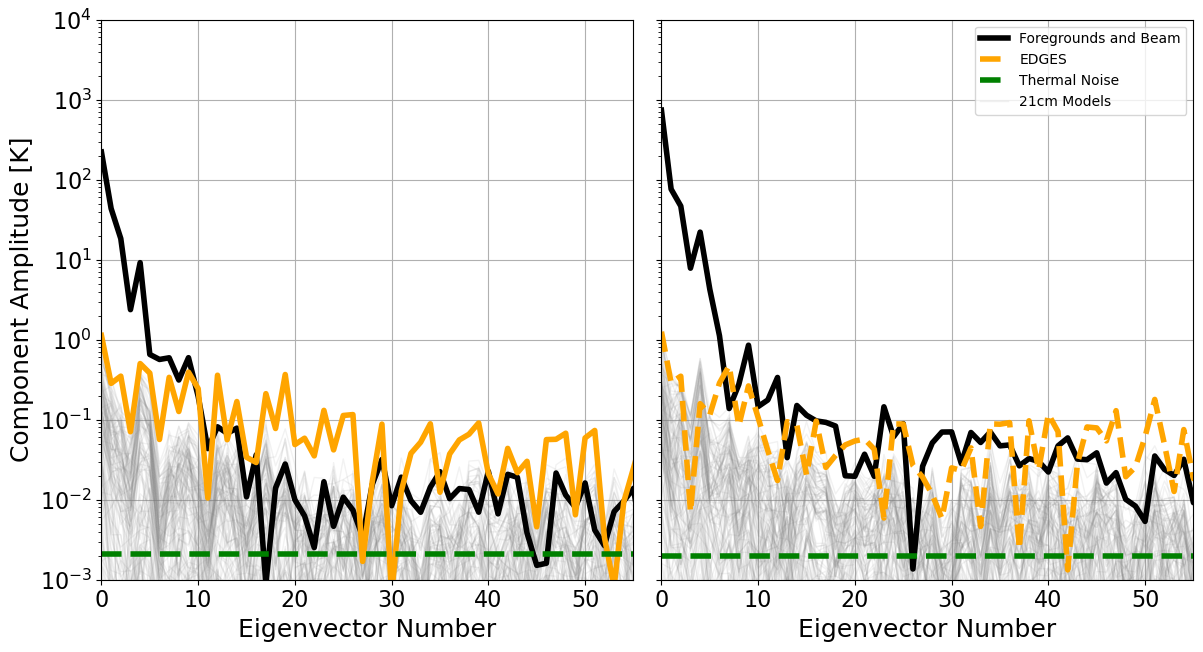 10^4
10^3
10^2
10^1
10^0
10^−1
10^−2
10^−3
Component Amplitude [K]
0 10 20 30 40 50
Eigenvector Number
Foregrounds and Beam
EDGES
Thermal Noise
21cm Models
0 10 20 30 40 50
Eigenvector Number